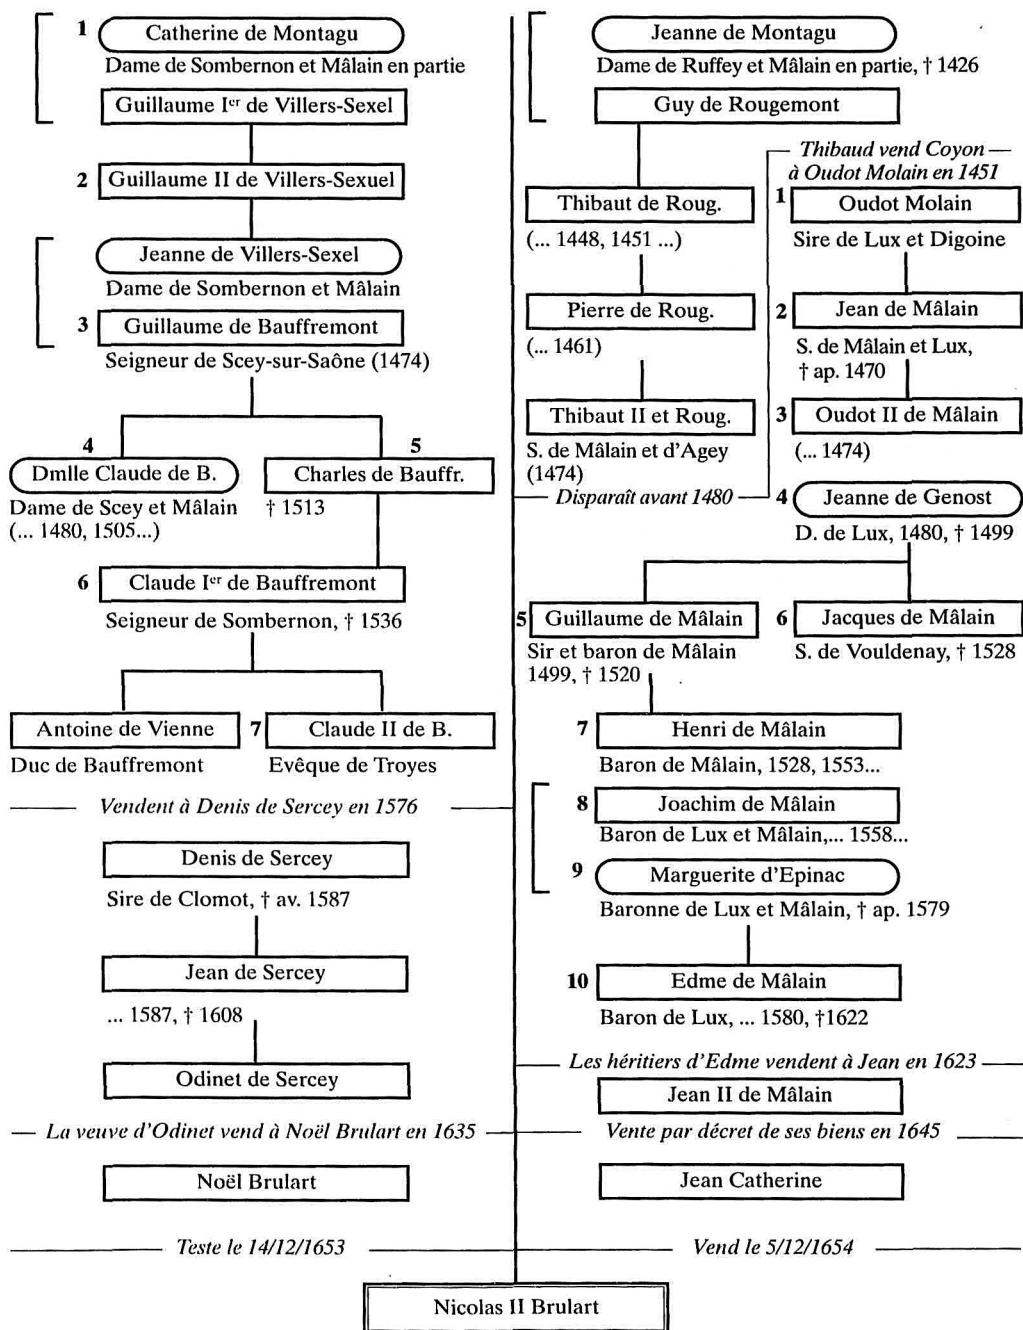 1 Catherine de Montagu
Dame de Sombernon et Mâlain en partie
Guillaume Ier de Villers-Sexel
2 Guillaume II de Villers-Sexuel
Jeanne de Villers-Sexel
Dame de Sombernon et Mâlain
3 Guillaume de Bauffremont
Seigneur de Scey-sur-Saône (1474)
4
Dmlle Claude de B.
Dame de Scey et Mâlain
(... 1480, 1505...)
5
Charles de Bauffr.
† 1513
6 Claude Ier de Bauffremont
Seigneur de Sombernon, † 1536
Antoine de Vienne
Duc de Bauffremont
7 Claude II de B.
Evêque de Troyes
Vendent à Denis de Sercey en 1576
Denis de Sercey
Sire de Clomot, † av. 1587
Jean de Sercey
... 1587, † 1608
Odinet de Sercey
La veuve d'Odinet vend à Noël Brulart en 1635
Noël Brulart
Teste le 14/12/1653
Jeanne de Montagu
Dame de Ruffey et Mâlain en partie, † 1426
Guy de Rougemont
Thibaut de Roug.
(... 1448, 1451 ...)
Pierre de Roug.
(... 1461)
Thibaut II et Roug.
S. de Mâlain et d'Agey
(1474)
Disparaît avant 1480
Thibaud vend Coyon
à Oudot Molain en 1451
1 Oudot Molain
Sire de Lux et Digoine
2 Jean de Mâlain
S. de Mâlain et Lux,
† ap. 1470
3 Oudot II de Mâlain
(... 1474)
4 Jeanne de Genost
D. de Lux, 1480, † 1499
5 Guillaume de Mâlain
Sir et baron de Mâlain
1499, † 1520
6 Jacques de Mâlain
S. de Vouldenay, † 1528
7 Henri de Mâlain
Baron de Mâlain, 1528, 1553...
8 Joachim de Mâlain
Baron de Lux et Mâlain,... 1558...
9 Marguerite d'Epinac
Baronne de Lux et Mâlain, † ap. 1579
10 Edme de Mâlain
Baron de Lux, ... 1580, †1622
Les héritiers d'Edme vendent à Jean en 1623
Jean II de Mâlain
Vente par décret de ses biens en 1645
Jean Catherine
Vend le 5/12/1654
Nicolas II Brulart